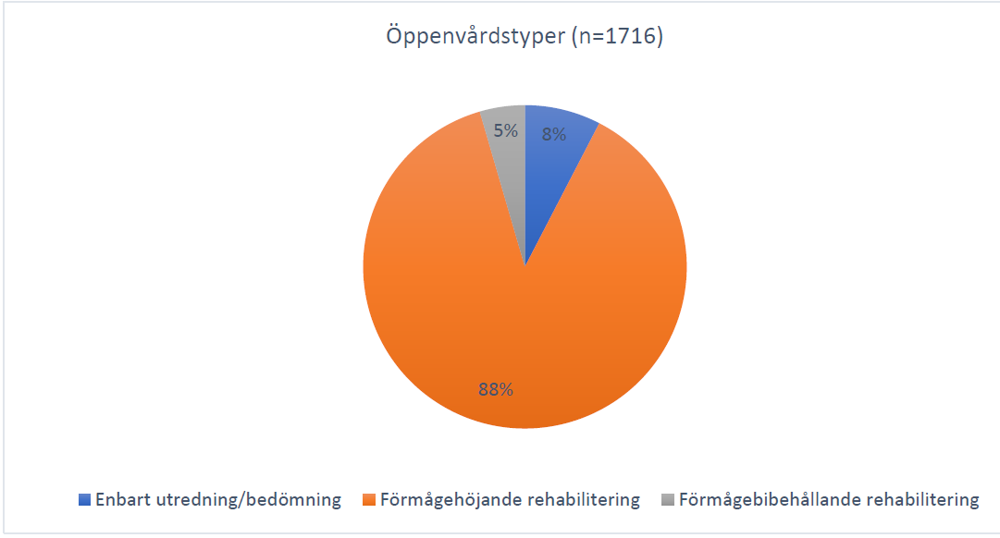 Öppenvårdstyper (n=1716)
5%
8%
88%
Enbart utredning/bedömning Förmågehöjande rehabilitering Förmågebibehållande rehabilitering